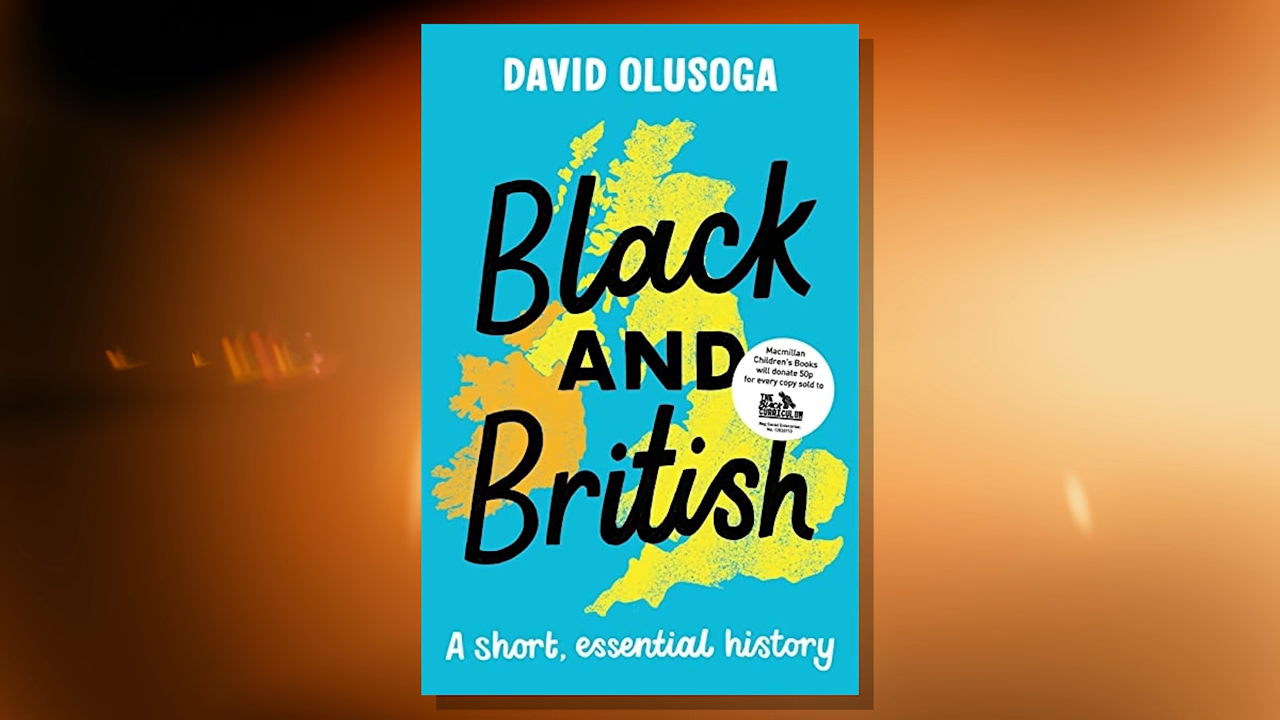 DAVID OLUSOGA
Black
AND
British
Macmillan
Children's Books
will donate 50p
for every copy sold to
THE
BLACK
CURRICULUM
A short, essential history